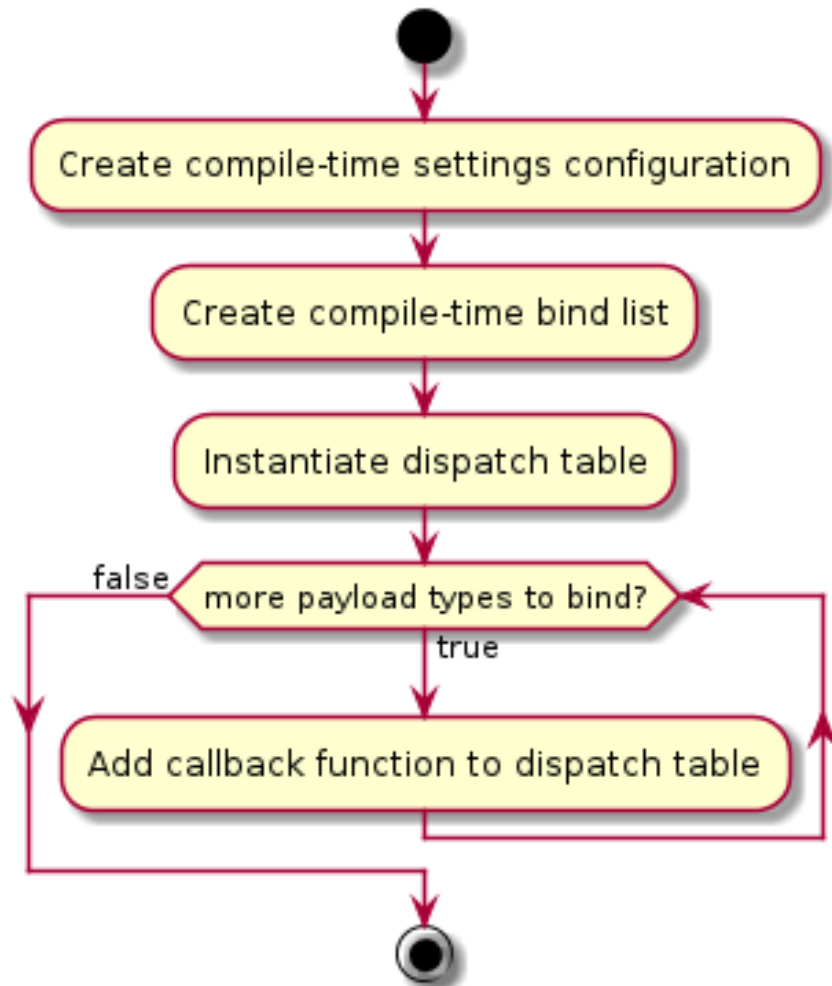 Create compile-time settings configuration
Create compile-time bind list
Instantiate dispatch table
false
more payload types to bind?
true
Add callback function to dispatch table